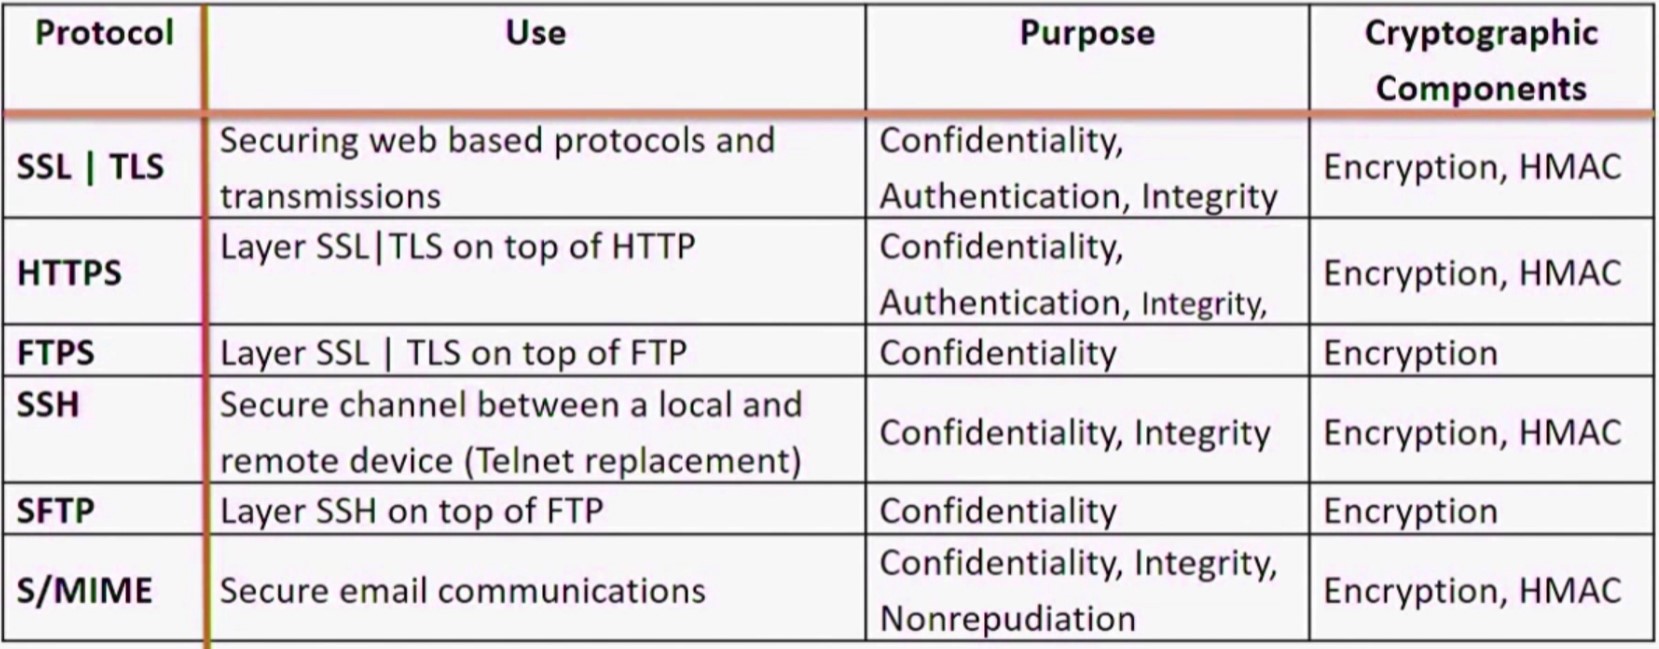 Protocol Use Purpose Cryptographic
Components
SSL | TLS Securing web based protocols and
transmissions Confidentiality,
Authentication, Integrity Encryption, HMAC
HTTPS Layer SSL|TLS on top of HTTP Confidentiality,
Authentication, Integrity, Encryption, HMAC
FTPS Layer SSL | TLS on top of FTP Confidentiality Encryption
SSH Secure channel between a local and
remote device (Telnet replacement) Confidentiality, Integrity Encryption, HMAC
SFTP Layer SSH on top of FTP Confidentiality Encryption
S/MIME Secure email communications Confidentiality, Integrity,
Nonrepudiation Encryption, HMAC